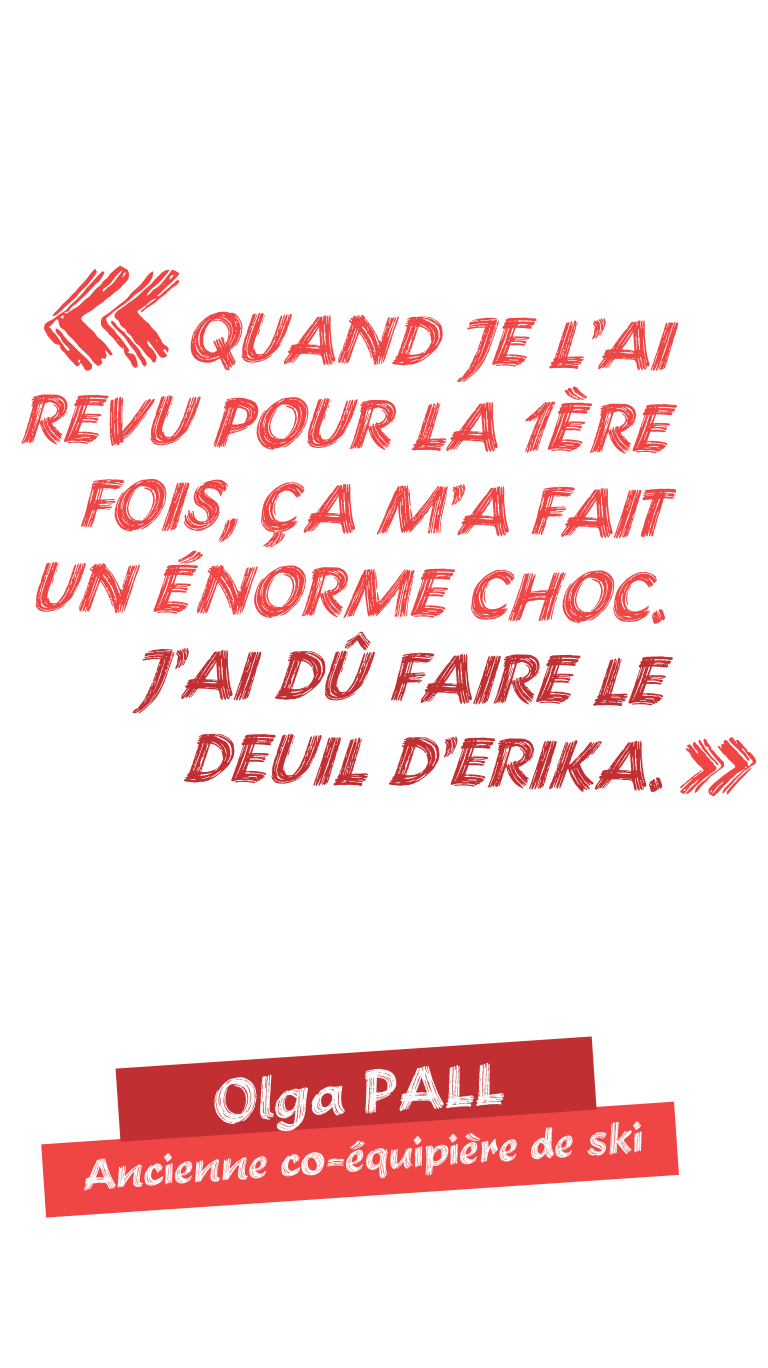 « QUAND JE L'AI
REVU POUR LA 1ÈRE
FOIS, ÇA M'A FAIT
UN ÉNORME CHOC.
J'AI DÛ FAIRE LE
DEUIL D'ERIKA. »
Olga PALL
Ancienne co-équipière de ski